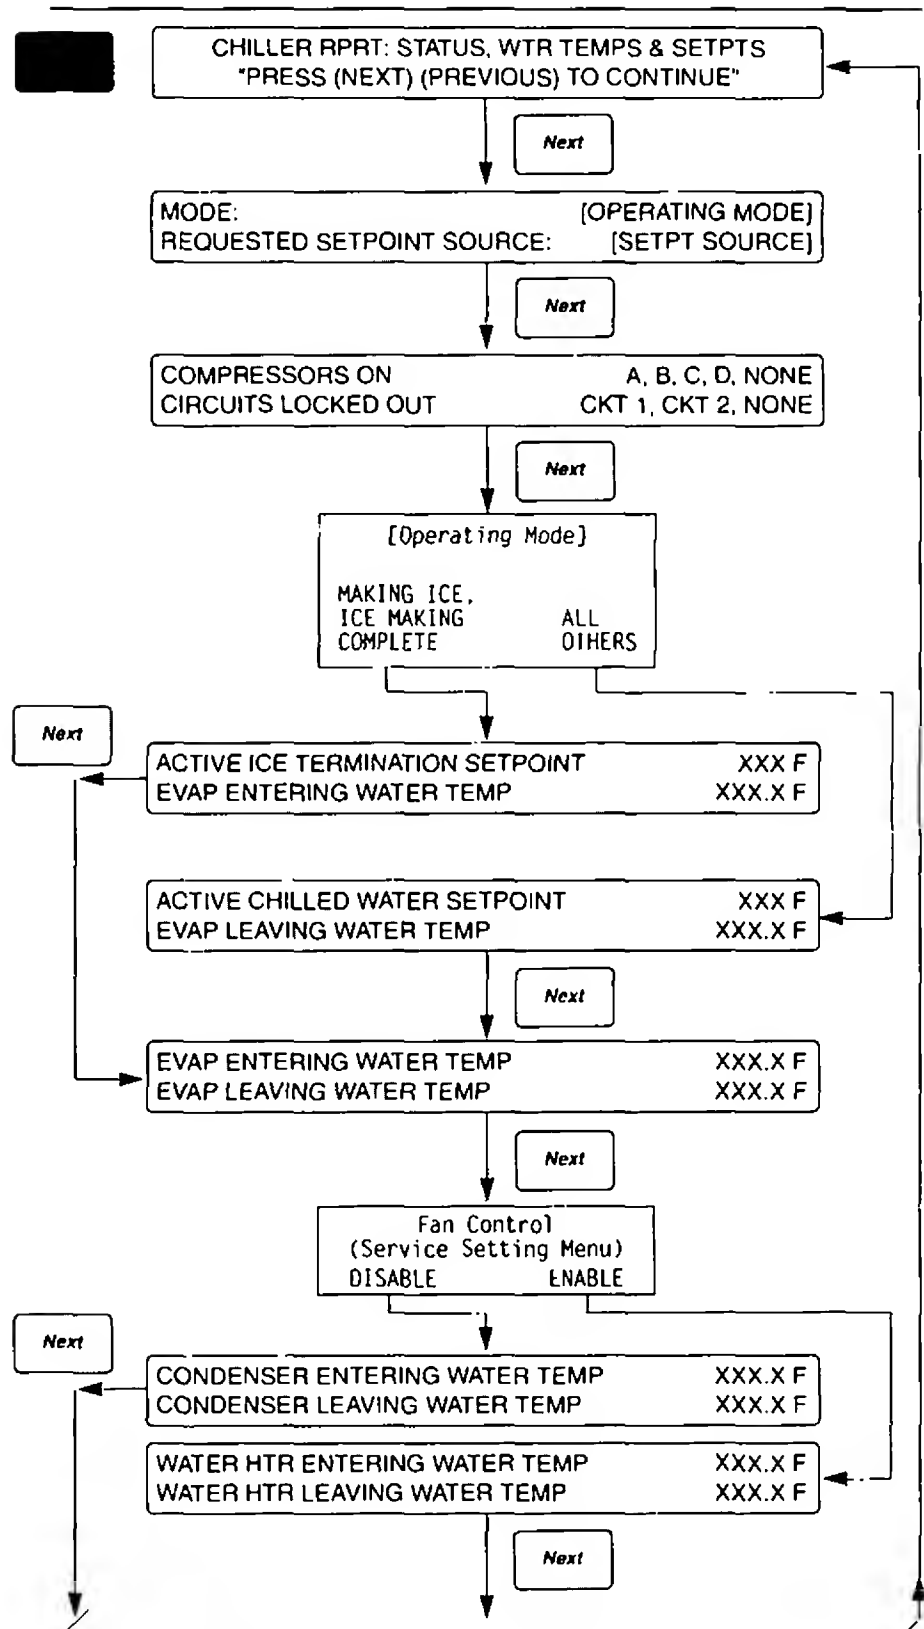 CHILLER RPRT: STATUS, WTR TEMPS & SETPTS
"PRESS (NEXT) (PREVIOUS) TO CONTINUE"
Next
MODE: [OPERATING MODE]
REQUESTED SETPOINT SOURCE: [SETPT SOURCE]
Next
COMPRESSORS ON A, B, C, D, NONE
CIRCUITS LOCKED OUT CKT 1, CKT 2, NONE
Next
[Operating Mode]
MAKING ICE,
ICE MAKING ALL
COMPLETE OTHERS
Next
ACTIVE ICE TERMINATION SETPOINT XXX F
EVAP ENTERING WATER TEMP XXX.X F
ACTIVE CHILLED WATER SETPOINT XXX F
EVAP LEAVING WATER TEMP XXX.X F
Next
EVAP ENTERING WATER TEMP XXX.X F
EVAP LEAVING WATER TEMP XXX.X F
Next
Fan Control
(Service Setting Menu)
DISABLE ENABLE
Next
CONDENSER ENTERING WATER TEMP XXX.X F
CONDENSER LEAVING WATER TEMP XXX.X F
WATER HTR ENTERING WATER TEMP XXX.X F
WATER HTR LEAVING WATER TEMP XXX.X F
Next